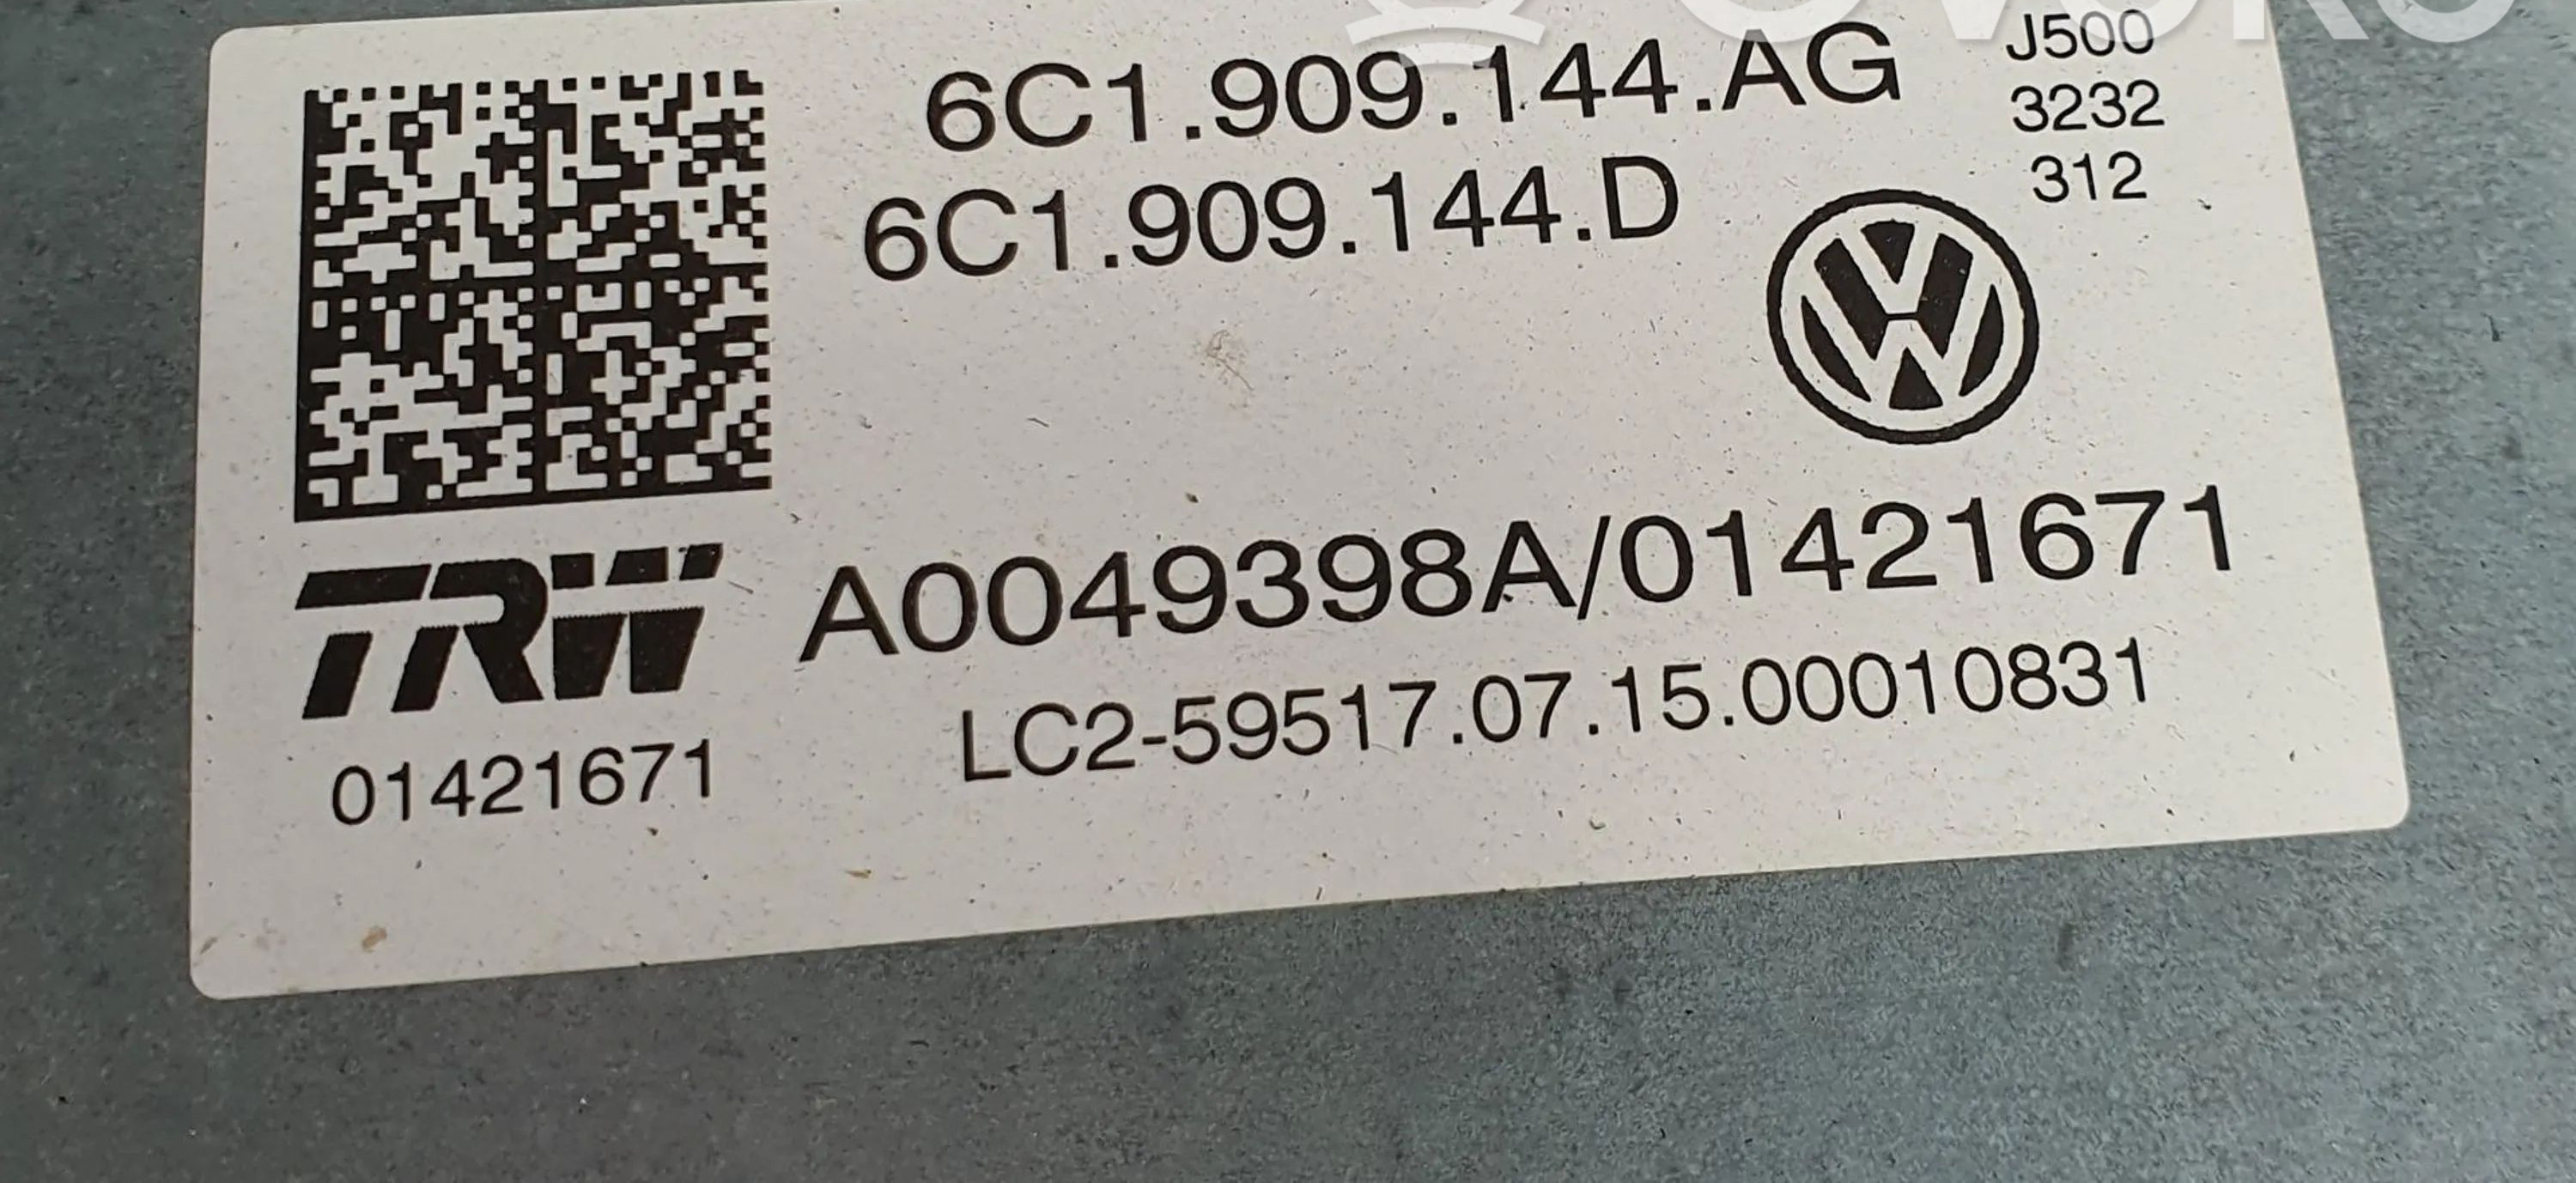 6C1.909.144.AG
6C1.909.144.D
J500
3232
312
TRW
A0049398A/01421671
LC2-59517.07.15.00010831
01421671